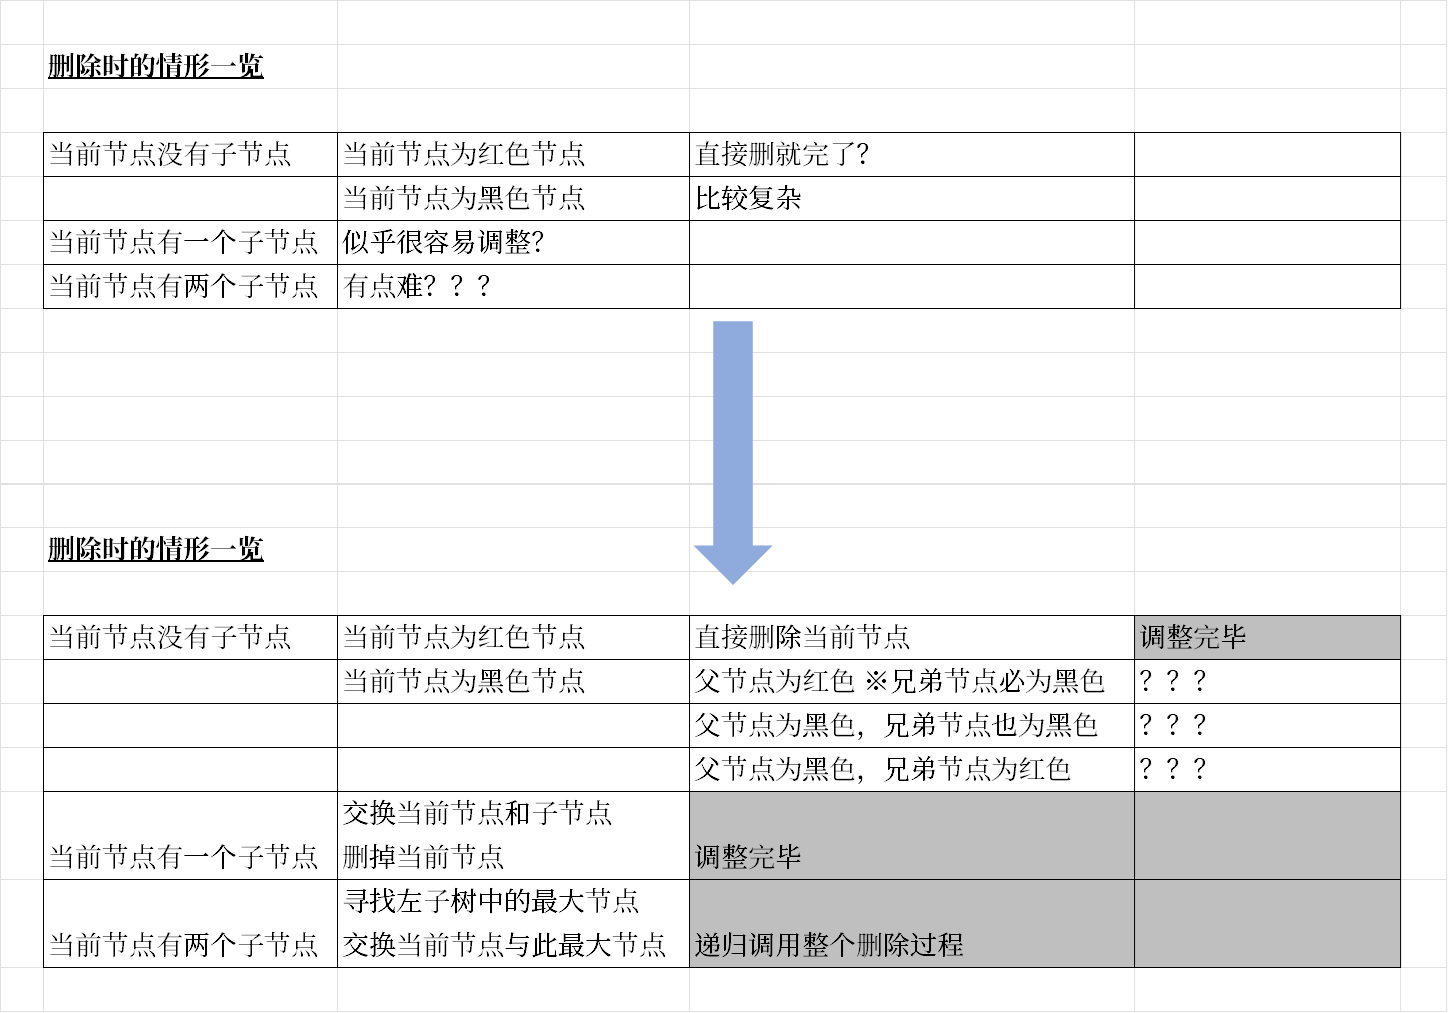 删除时的情形一览
当前节点没有子节点 当前节点为红色节点 直接删就完了?
当前节点为黑色节点 比较复杂
当前节点有一个子节点 似乎很容易调整?
当前节点有两个子节点 有点难? ? ?
删除时的情形一览
当前节点没有子节点 当前节点为红色节点 直接删除当前节点 调整完毕
当前节点为黑色节点 父节点为红色 ※兄弟节点必为黑色 ? ? ?
父节点为黑色，兄弟节点也为黑色 ? ? ?
父节点为黑色，兄弟节点为红色 ? ? ?
交换当前节点和子节点
当前节点有一个子节点 删掉当前节点 调整完毕
寻找左子树中的最大节点
当前节点有两个子节点 交换当前节点与此最大节点 递归调用整个删除过程